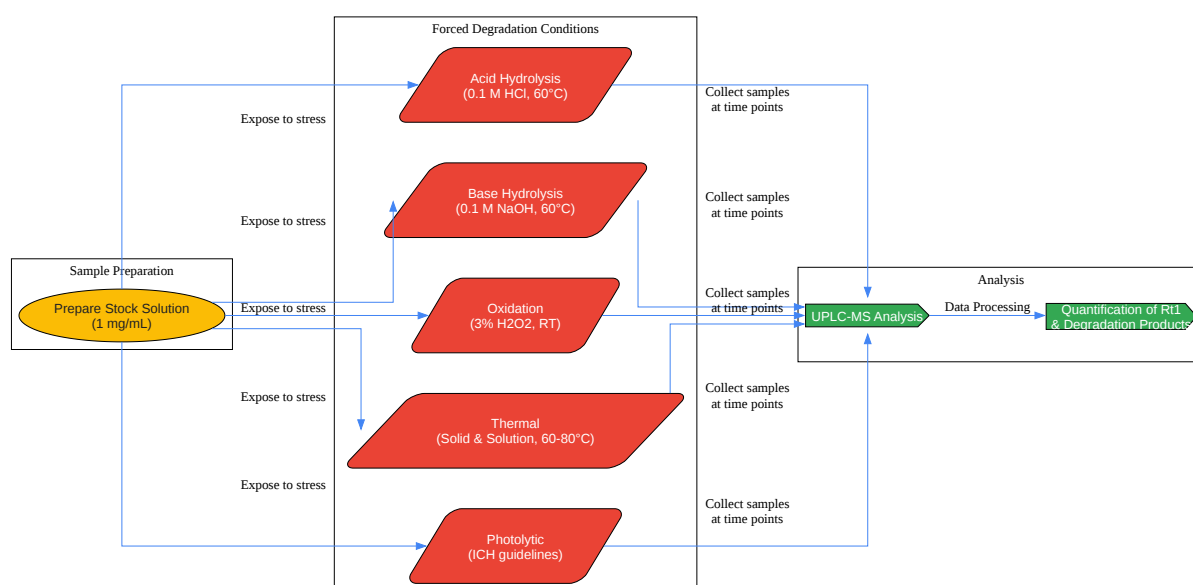 Forced Degradation Conditions
Acid Hydrolysis
(0.1 M HCl, 60°C)
Collect samples
at time points
Expose to stress
Base Hydrolysis
(0.1 M NaOH, 60°C)
Collect samples
at time points
Expose to stress
Sample Preparation
Prepare Stock Solution
(1 mg/mL)
Expose to stress
Oxidation
(3% H2O2, RT)
Collect samples
at time points
Analysis
UPLC-MS Analysis
Data Processing
Quantification of Rt1
& Degradation Products
Expose to stress
Thermal
(Solid & Solution, 60-80°C)
Collect samples
at time points
Expose to stress
Photolytic
(ICH guidelines)
Collect samples
at time points